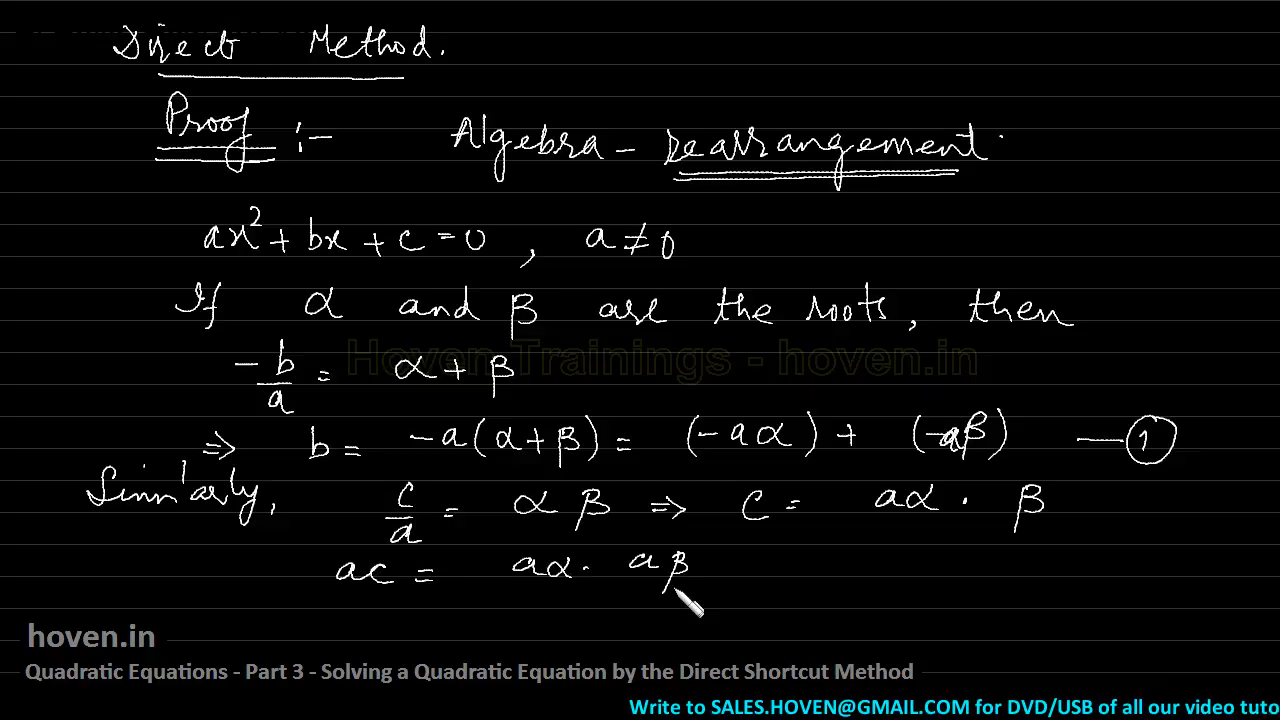 Direct Method.
Proof :- Algebra - rearrangement.
ax² + bx + c = 0 , a ≠ 0
If α and β are the roots, then
Hoven Trainings - hoven.in
-b/a = α + β
⇒ b = -a(α + β) = (-aα) + (-aβ) — ①
Similarly, c/a = α β ⇒ c = aα · β
ac = aα · aβ
hoven.in
Quadratic Equations - Part 3 - Solving a Quadratic Equation by the Direct Shortcut Method
Write to SALES.HOVEN@GMAIL.COM for DVD/USB of all our video tuto